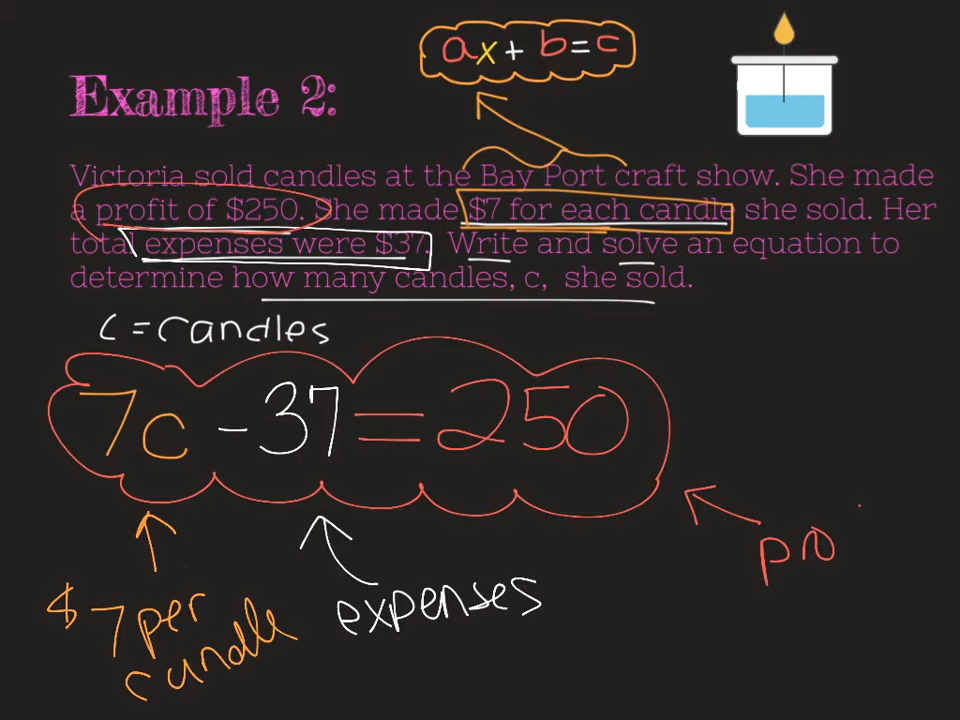 ax + b = c
Example 2:
Victoria sold candles at the Bay Port craft show. She made
a profit of $250. She made $7 for each candle she sold. Her
total expenses were $37. Write and solve an equation to
determine how many candles, c, she sold.
c = candles
7c - 37 = 250
$7 per
candle
expenses
pro